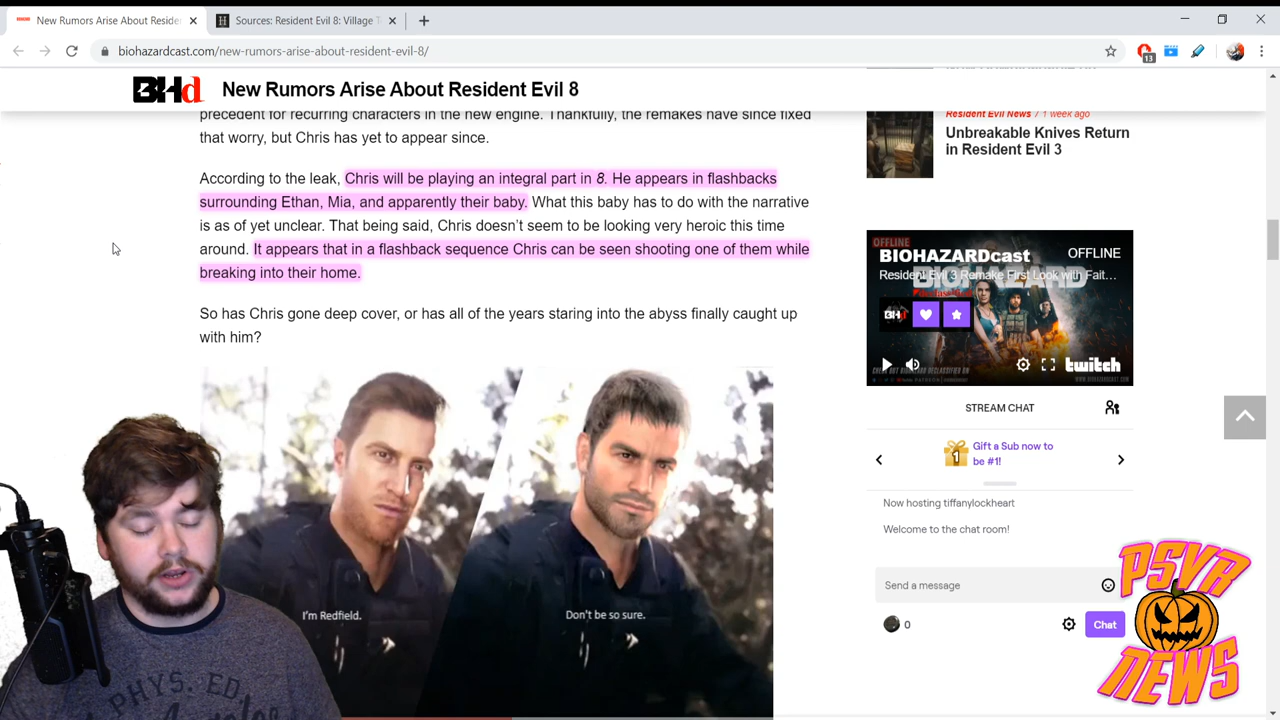 New Rumors Arise About Reside
Sources: Resident Evil 8: Village T
biohazardcast.com/new-rumors-arise-about-resident-evil-8/
13
BHd
New Rumors Arise About Resident Evil 8
precedent for recurring characters in the new engine. Thankfully, the remakes have since fixed
that worry, but Chris has yet to appear since.
According to the leak, Chris will be playing an integral part in 8. He appears in flashbacks
surrounding Ethan, Mia, and apparently their baby. What this baby has to do with the narrative
is as of yet unclear. That being said, Chris doesn't seem to be looking very heroic this time
around. It appears that in a flashback sequence Chris can be seen shooting one of them while
breaking into their home.
So has Chris gone deep cover, or has all of the years staring into the abyss finally caught up
with him?
I'm Redfield.
Don't be so sure.
PHYS. ED.
Resident Evil News / 1 week ago
Unbreakable Knives Return
in Resident Evil 3
OFFLINE
BIOHAZARDcast
OFFLINE
Resident Evil 3 Remake First Look with Fait...
BHd
twitch
STREAM CHAT
1
Gift a Sub now to
be #1!
Now hosting tiffanylockheart
Welcome to the chat room!
Send a message
0
Chat
PSVR
NEWS